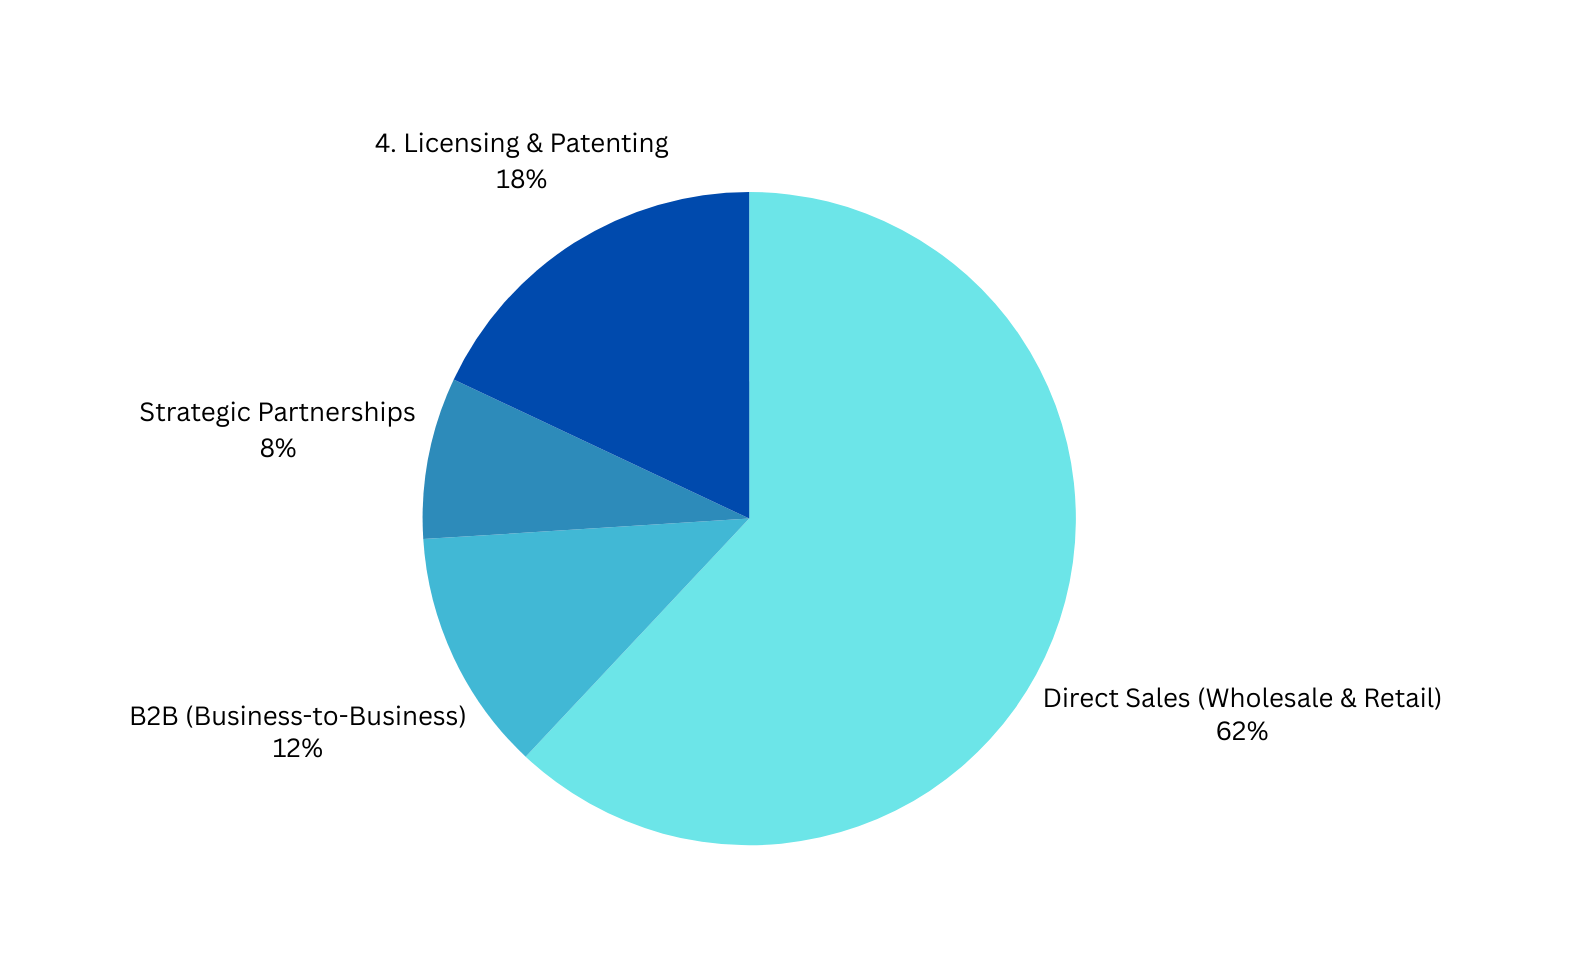 4. Licensing & Patenting
18%
Strategic Partnerships
8%
B2B (Business-to-Business)
12%
Direct Sales (Wholesale & Retail)
62%